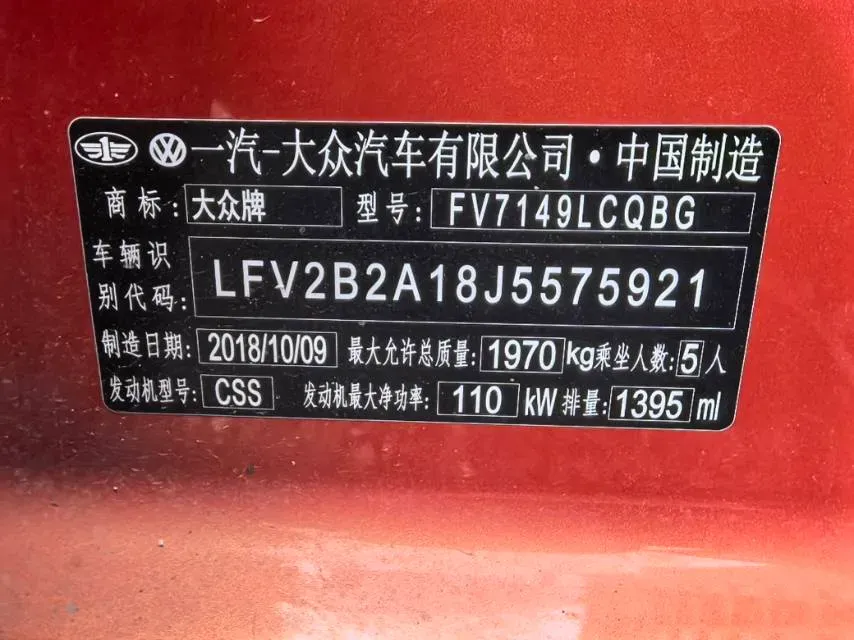 一汽-大众汽车有限公司·中国制造
商标: 大众牌 型号: FV7149LCQBG
车辆识别代码: LFV2B2A18J5575921
制造日期: 2018/10/09 最大允许总质量: 1970 kg 乘坐人数: 5 人
发动机型号: CSS 发动机最大净功率: 110 kW 排量: 1395 ml